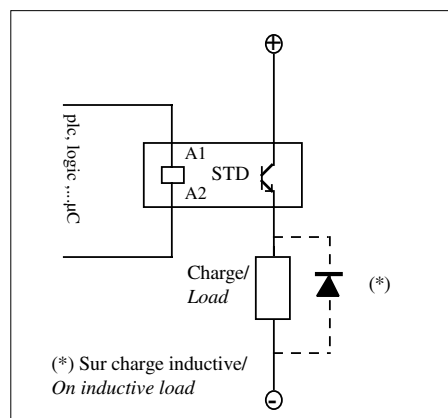 +
plc, logic ,...µC
A1
STD
A2
Charge/
Load
(*)
(*) Sur charge inductive/
On inductive load
-